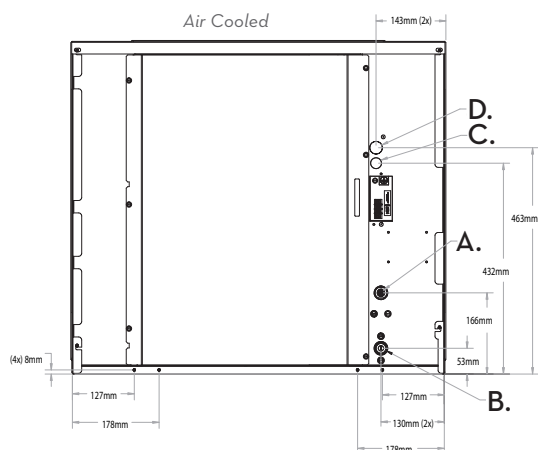 Air Cooled
143mm (2x)
D.
C.
463mm
A.
432mm
166mm
(4x) 8mm
53mm
127mm
127mm
B.
178mm
130mm (2x)
178mm